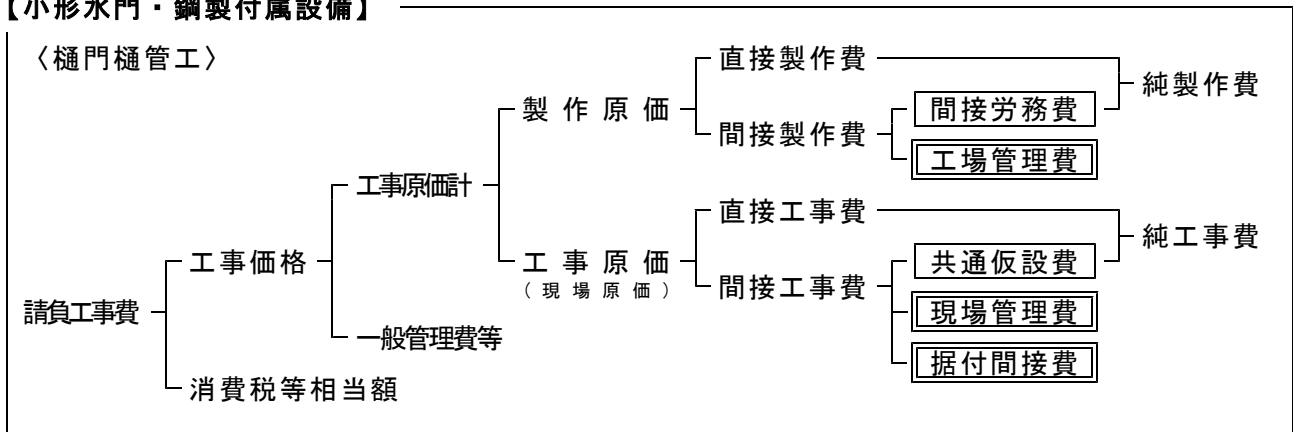 【小形水門・鋼製付属設備】
〈樋門樋管工〉
直接製作費
純製作費
製作原価
間接労務費
間接製作費
工場管理費
工事原価計
直接工事費
純工事費
工事価格
工事原価
共通仮設費
(現場原価)
間接工事費
請負工事費
現場管理費
一般管理費等
据付間接費
消費税等相当額